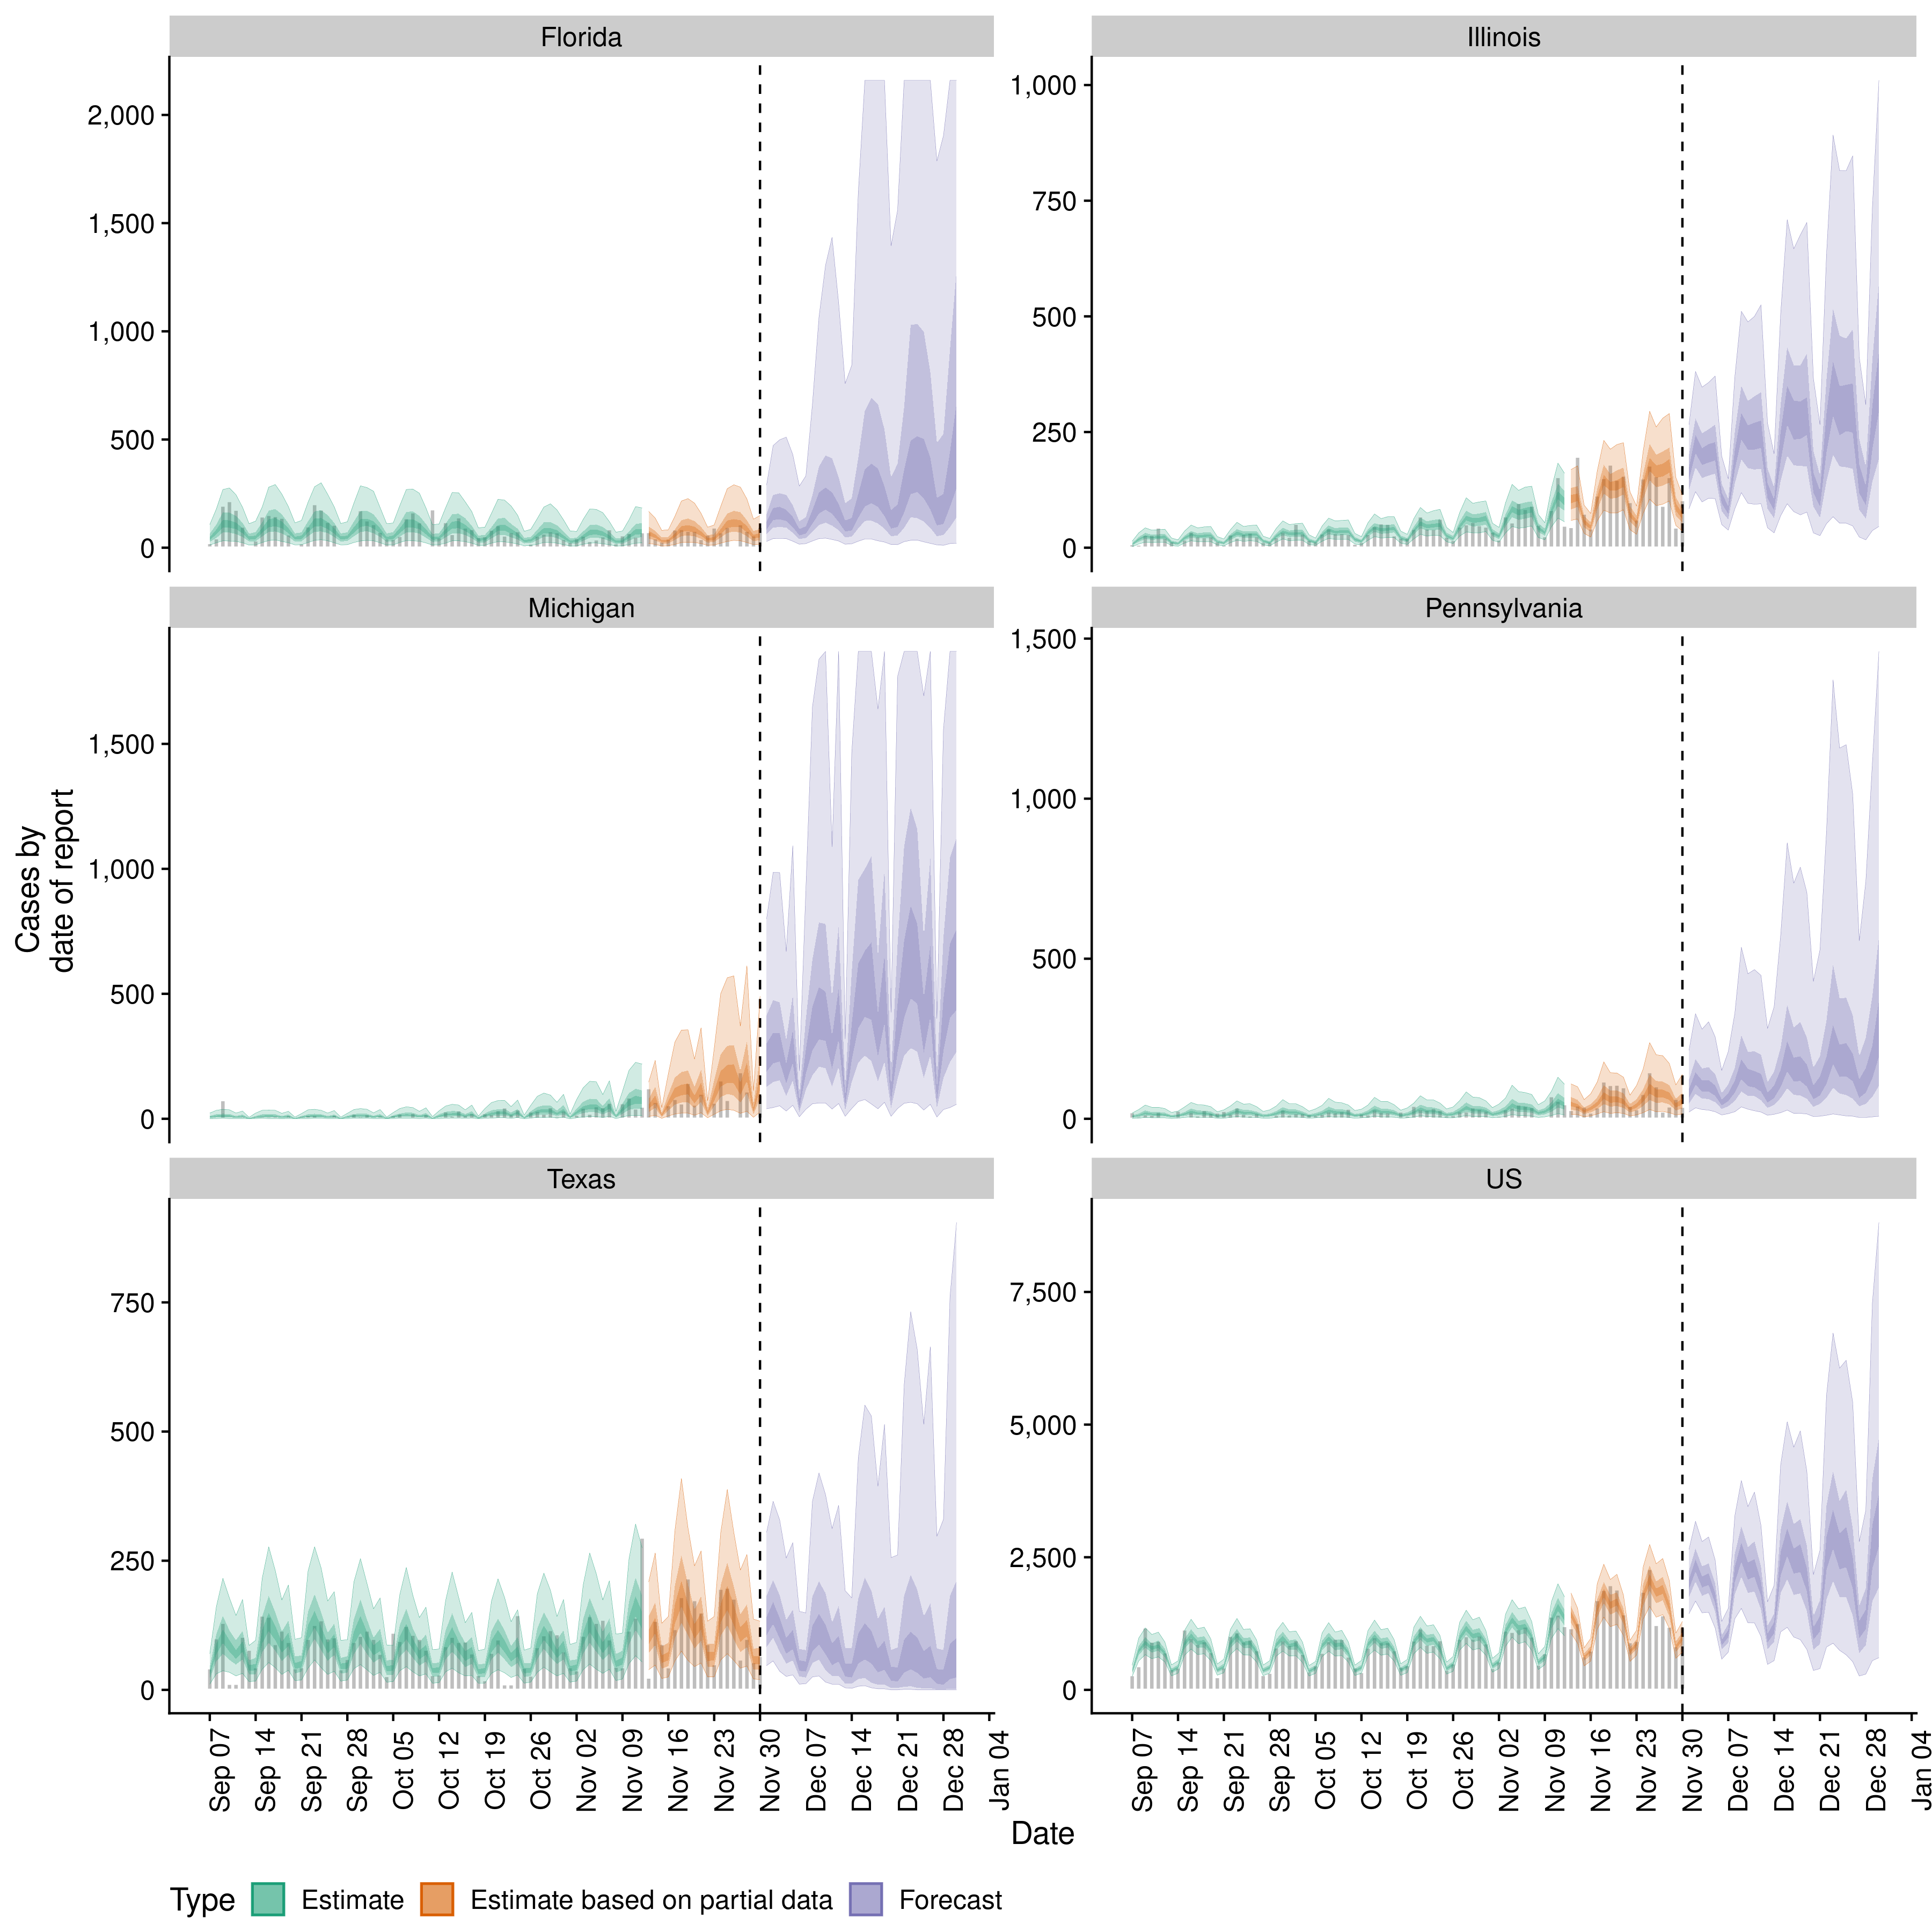 Florida
Illinois
2,000
1,500
1,000
500
0
1,000
750
500
250
0
Michigan
Pennsylvania
1,500
1,000
500
0
1,500
1,000
500
0
Cases by
date of report
Texas
US
750
500
250
0
7,500
5,000
2,500
0
Sep 07
Sep 14
Sep 21
Sep 28
Oct 05
Oct 12
Oct 19
Oct 26
Nov 02
Nov 09
Nov 16
Nov 23
Nov 30
Dec 07
Dec 14
Dec 21
Dec 28
Jan 04
Sep 07
Sep 14
Sep 21
Sep 28
Oct 05
Oct 12
Oct 19
Oct 26
Nov 02
Nov 09
Nov 16
Nov 23
Nov 30
Dec 07
Dec 14
Dec 21
Dec 28
Jan 04
Date
Type Estimate Estimate based on partial data Forecast